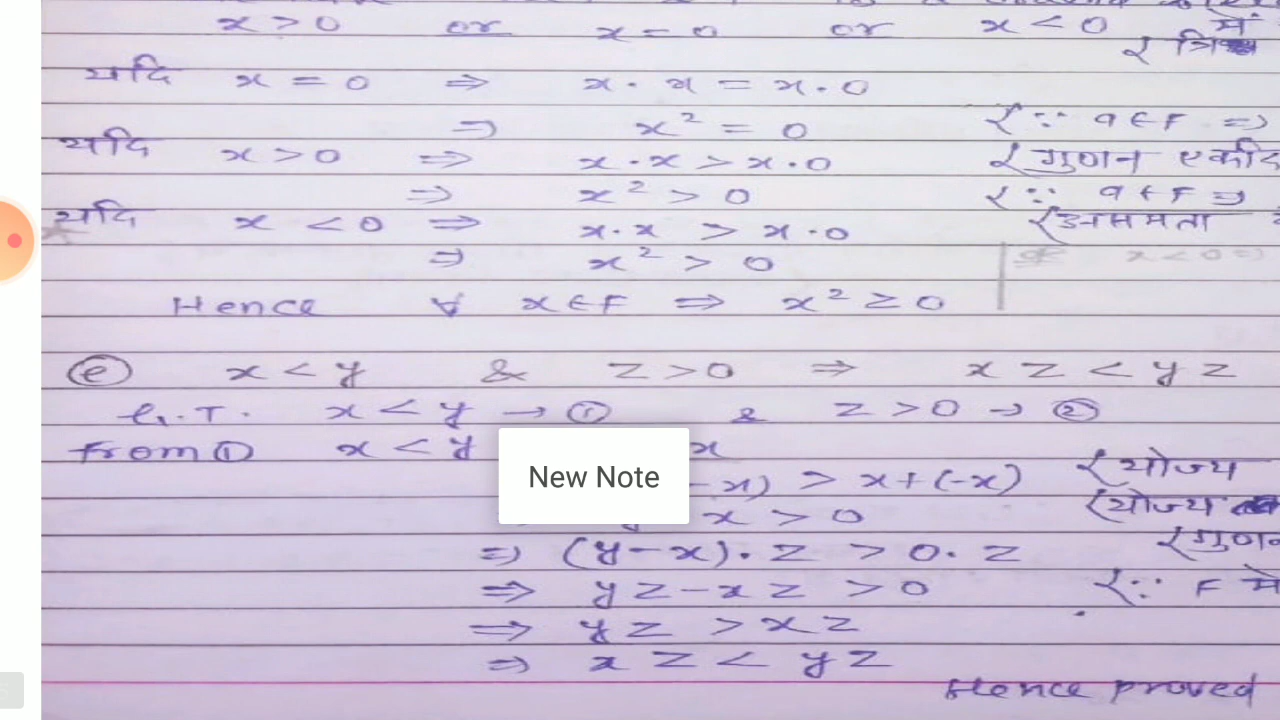 x > 0 or x = 0 or x < 0 में
यदि x = 0 ⇒ x · x = x · 0
⇒ x² = 0 {∵ a ∈ F ⇒
यदि x > 0 ⇒ x · x > x · 0 {गुणन
⇒ x² > 0 {∵ a ∈ F ⇒
यदि x < 0 ⇒ x · x > x · 0 {असमता
⇒ x² > 0 x < 0 ⇒
Hence ∀ x ∈ F ⇒ x² ≥ 0
(e) x < y & z > 0 ⇒ x z < y z
G.T. x < y → ① & z > 0 → ②
from ① x < y x
New Note
-x) > x + (-x) {योज्य
x > 0 {योज्य
⇒ (y - x) · z > 0 · z {गुणन
⇒ yz - xz > 0 {∵ F में
⇒ yz > xz
⇒ x z < yz
Hence proved